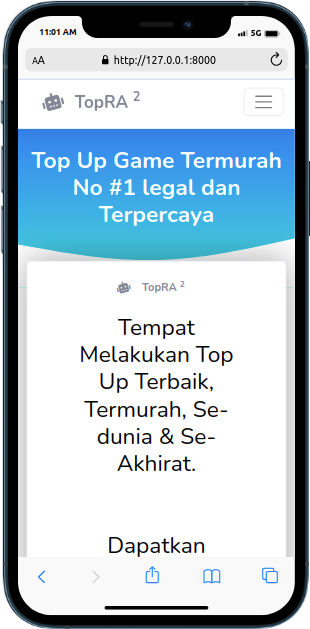 11:01 AM
5G
AA
http://127.0.0.1:8000
TopRA 2
Top Up Game Termurah
No #1 legal dan
Terpercaya
TopRA 2
Tempat
Melakukan Top
Up Terbaik,
Termurah, Se-
dunia & Se-
Akhirat.
Dapatkan